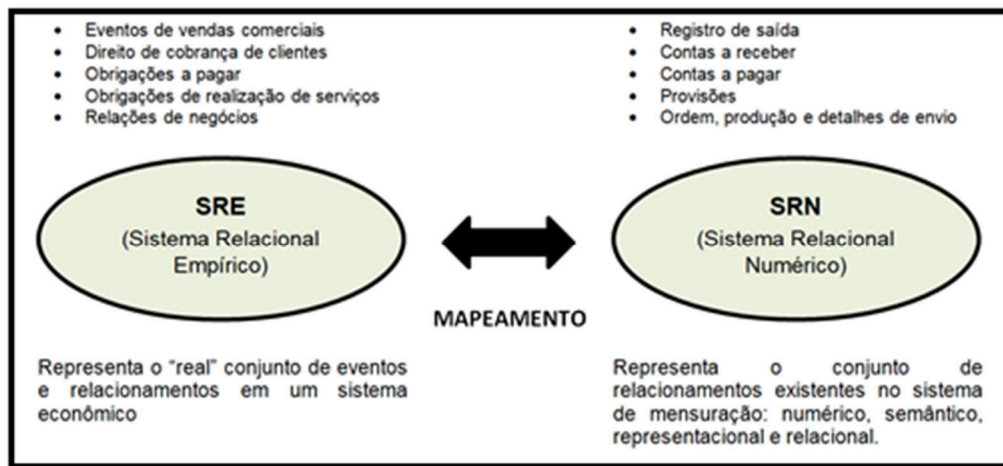 • Eventos de vendas comerciais
• Direito de cobrança de clientes
• Obrigações a pagar
• Obrigações de realização de serviços
• Relações de negócios
• Registro de saída
• Contas a receber
• Contas a pagar
• Provisões
• Ordem, produção e detalhes de envio
SRE
(Sistema Relacional
Empírico)
SRN
(Sistema Relacional
Numérico)
MAPEAMENTO
Representa o “real” conjunto de eventos
e relacionamentos em um sistema
econômico
Representa o conjunto de
relacionamentos existentes no sistema
de mensuração: numérico, semântico,
representacional e relacional.